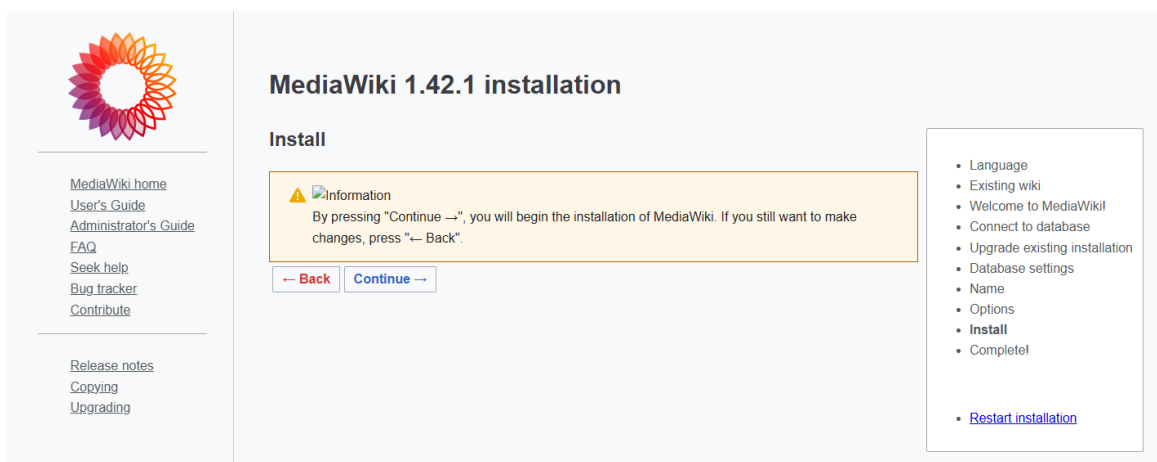 MediaWiki home
User's Guide
Administrator's Guide
FAQ
Seek help
Bug tracker
Contribute
Release notes
Copying
Upgrading
MediaWiki 1.42.1 installation
Install
Information
By pressing "Continue →", you will begin the installation of MediaWiki. If you still want to make
changes, press "← Back".
← Back Continue →
Language
Existing wiki
Welcome to MediaWiki!
Connect to database
Upgrade existing installation
Database settings
Name
Options
Install
Complete!
Restart installation